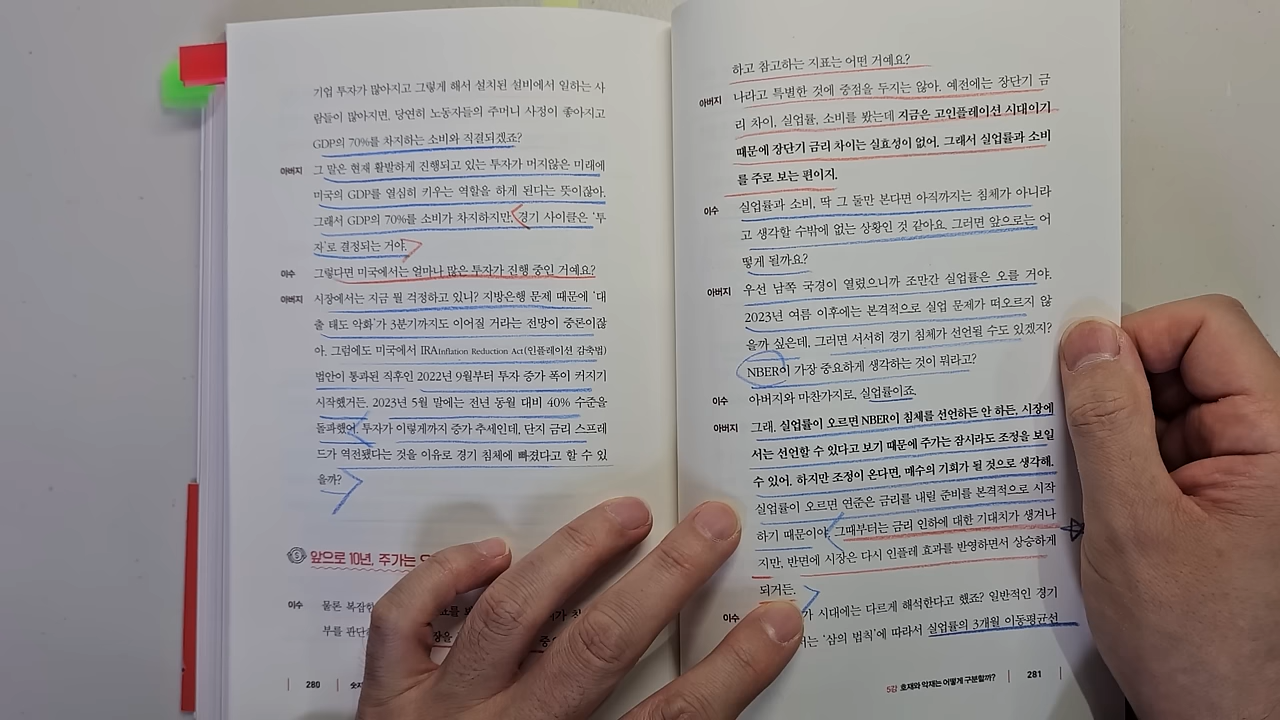 기업 투자가 많아지고 그렇게 해서 설치된 설비에서 일하는 사
람들이 많아지면, 당연히 노동자들의 주머니 사정이 좋아지고
GDP의 70%를 차지하는 소비와 직결되겠죠?
아버지 그 말은 현재 활발하게 진행되고 있는 투자가 머지않은 미래에
미국의 GDP를 열심히 키우는 역할을 하게 된다는 뜻이잖아.
그래서 GDP의 70%를 소비가 차지하지만, 경기 사이클은 '투
자'로 결정되는 거야.
이수 그렇다면 미국에서는 얼마나 많은 투자가 진행 중인 거예요?
아버지 시장에서는 지금 뭘 걱정하고 있니? 지방은행 문제 때문에 '대
출 태도 악화'가 3분기까지도 이어질 거라는 전망이 중론이잖
아. 그럼에도 미국에서 IRAInflation Reduction Act(인플레이션 감축법)
법안이 통과된 직후인 2022년 9월부터 투자 증가 폭이 커지기
시작했거든. 2023년 5월 말에는 전년 동월 대비 40% 수준을
돌파했어. 투자가 이렇게까지 증가 추세인데, 단지 금리 스프레
드가 역전됐다는 것을 이유로 경기 침체에 빠졌다고 할 수 있
을까?
5 앞으로 10년, 주가는
이수 물론 복잡한
부를 판단
280
하고 참고하는 지표는 어떤 거예요?
아버지 나라고 특별한 것에 중점을 두지는 않아. 예전에는 장단기 금
리 차이, 실업률, 소비를 봤는데 지금은 고인플레이션 시대이기
때문에 장단기 금리 차이는 실효성이 없어. 그래서 실업률과 소비
를 주로 보는 편이지.
이수 실업률과 소비, 딱 그 둘만 본다면 아직까지는 침체가 아니라
고 생각할 수밖에 없는 상황인 것 같아요. 그러면 앞으로는 어
떻게 될까요?
아버지 우선 남쪽 국경이 열렸으니까 조만간 실업률은 오를 거야.
2023년 여름 이후에는 본격적으로 실업 문제가 떠오르지 않
을까 싶은데, 그러면 서서히 경기 침체가 선언될 수도 있겠지?
NBER이 가장 중요하게 생각하는 것이 뭐라고?
이수 아버지와 마찬가지로, 실업률이죠.
아버지 그래, 실업률이 오르면 NBER이 침체를 선언하든 안 하든, 시장에
서는 선언할 수 있다고 보기 때문에 주가는 잠시라도 조정을 보일
수 있어. 하지만 조정이 온다면, 매수의 기회가 될 것으로 생각해.
실업률이 오르면 연준은 금리를 내릴 준비를 본격적으로 시작
하기 때문이야. 그때부터는 금리 인하에 대한 기대치가 생겨나
지만, 반면에 시장은 다시 인플레 효과를 반영하면서 상승하게
되거든.
이수 시대에는 다르게 해석한다고 했죠? 일반적인 경기
'삼의 법칙'에 따라서 실업률의 3개월 이동평균선
5강 호재와 악재는 어떻게 구분할까? 281